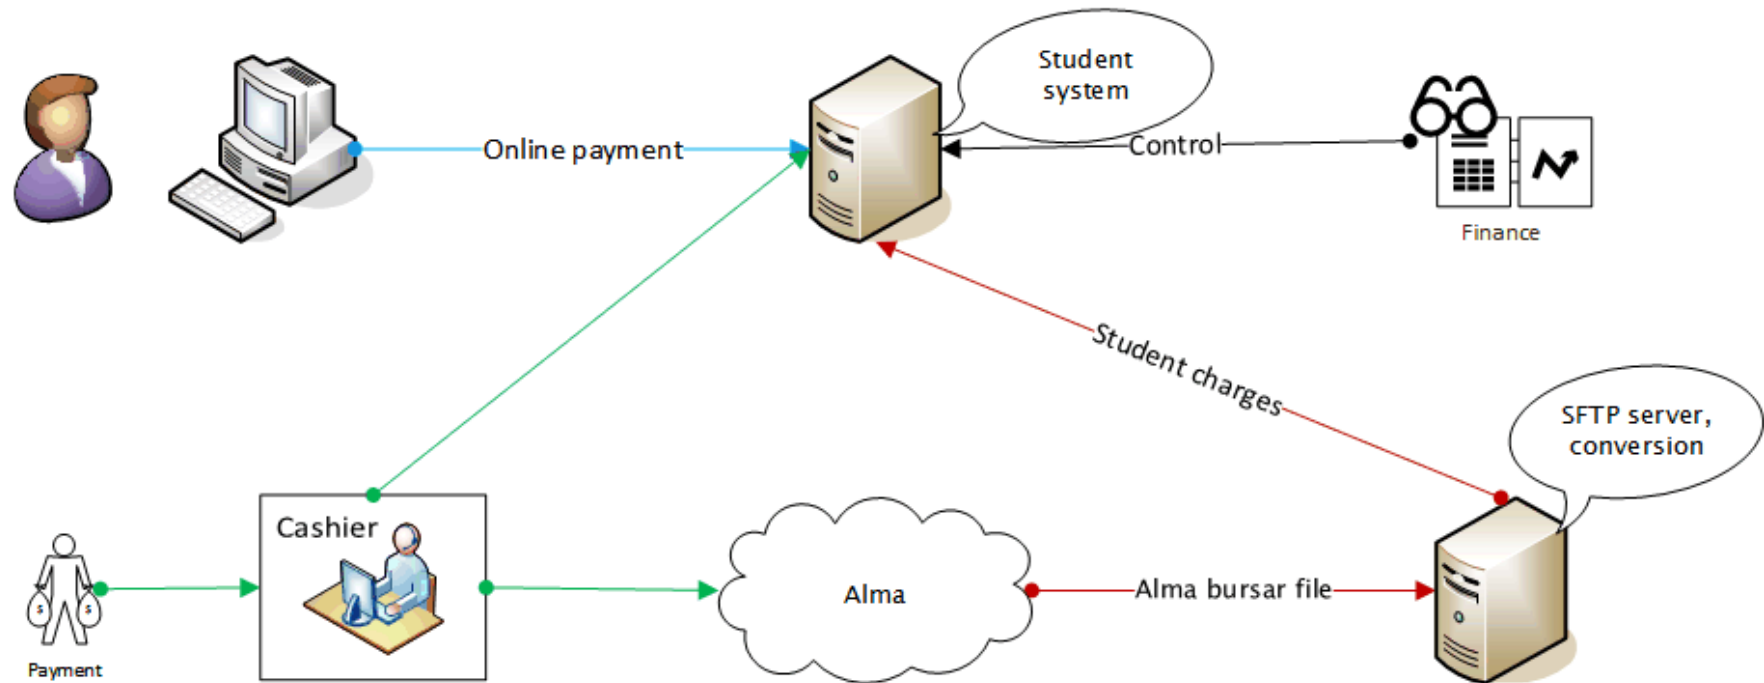 Student
system
Online payment
Control
Finance
Student charges
SFTP server,
conversion
Cashier
$ $
Alma
Alma bursar file
Payment